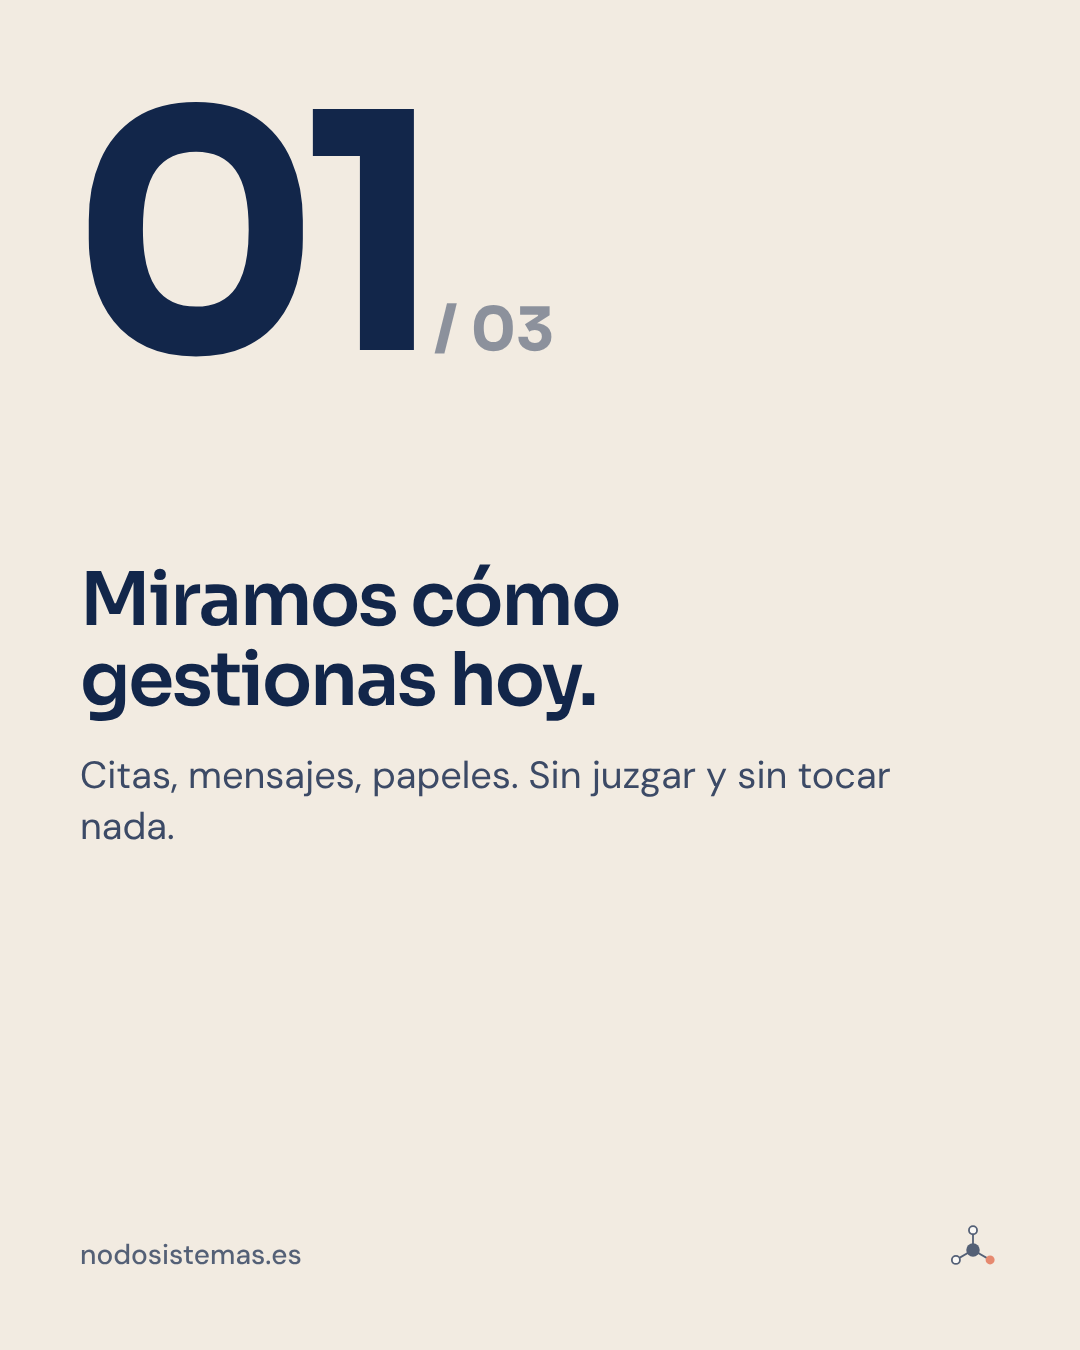 01 / 03
Miramos cómo
gestionas hoy.
Citas, mensajes, papeles. Sin juzgar y sin tocar
nada.
nodosistemas.es